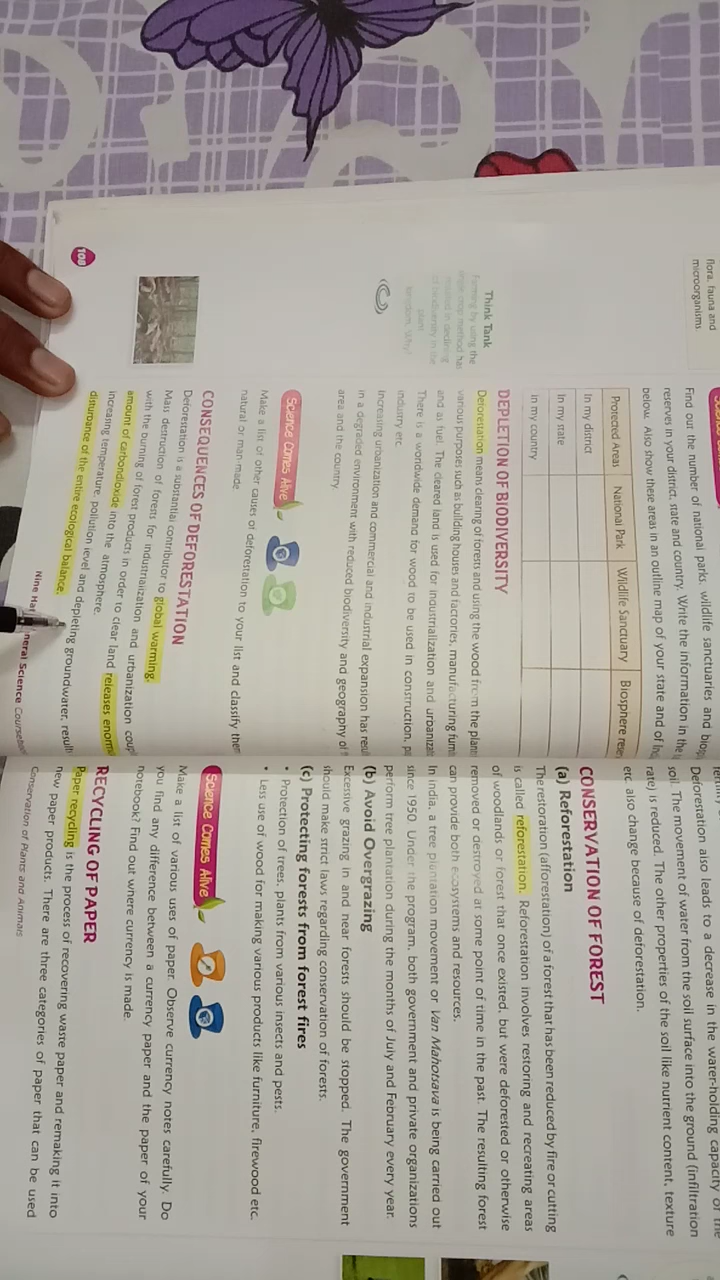 flora, fauna and
microorganisms
Find out the number of national parks, wildlife sanctuaries and
reserves in your district, state and country. Write the information in the
below. Also show these areas in an outline map of your state and of
Protected Areas National Park Wildlife Sanctuary Biosphere
In my district
In my state
In my country
DEPLETION OF BIODIVERSITY
Think Tank
Farming by using the
single crop method has
resulted in declining
of biodiversity in the
plant
kingdom. Why?
Deforestation means clearing of forests and using the wood from the
various purposes such as building houses and factories, manufacturing
and as fuel. The cleared land is used for industrialization and
There is a worldwide demand for wood to be used in construction,
industry etc.
Increasing urbanization and commercial and industrial expansion has
in a degraded environment with reduced biodiversity and geography of
area and the country.
Science Comes Alive
Make a list of other causes of deforestation to your list and classify
natural or man-made.
CONSEQUENCES OF DEFORESTATION
Deforestation is a substantial contributor to global warming.
Mass destruction of forests for industrialization and urbanization
with the burning of forest products in order to clear land releases
amount of carbondioxide into the atmosphere.
increasing temperature, pollution level and depleting groundwater,
disturbance of the entire ecological balance.
108
General Science
Deforestation also leads to a decrease in the water-holding capacity of the
soil. The movement of water from the soil surface into the ground (infiltration
rate) is reduced. The other properties of the soil like nutrient content, texture
etc. also change because of deforestation.
CONSERVATION OF FOREST
(a) Reforestation
The restoration (afforestation) of a forest that has been reduced by fire or cutting
is called reforestation. Reforestation involves restoring and recreating areas
of woodlands or forest that once existed, but were deforested or otherwise
removed or destroyed at some point of time in the past. The resulting forest
can provide both ecosystems and resources.
In India, a tree plantation movement or Van Mahotsava is being carried out
since 1950. Under the program, both government and private organizations
perform tree plantation during the months of July and February every year.
(b) Avoid Overgrazing
Excessive grazing in and near forests should be stopped. The government
should make strict laws regarding conservation of forests.
(c) Protecting forests from forest fires
• Protection of trees, plants from various insects and pests.
• Less use of wood for making various products like furniture, firewood etc.
Science Comes Alive
Make a list of various uses of paper. Observe currency notes carefully. Do
you find any difference between a currency paper and the paper of your
notebook? Find out where currency is made.
RECYCLING OF PAPER
Paper recycling is the process of recovering waste paper and remaking it into
new paper products. There are three categories of paper that can be used
Conservation of Plants and Animals